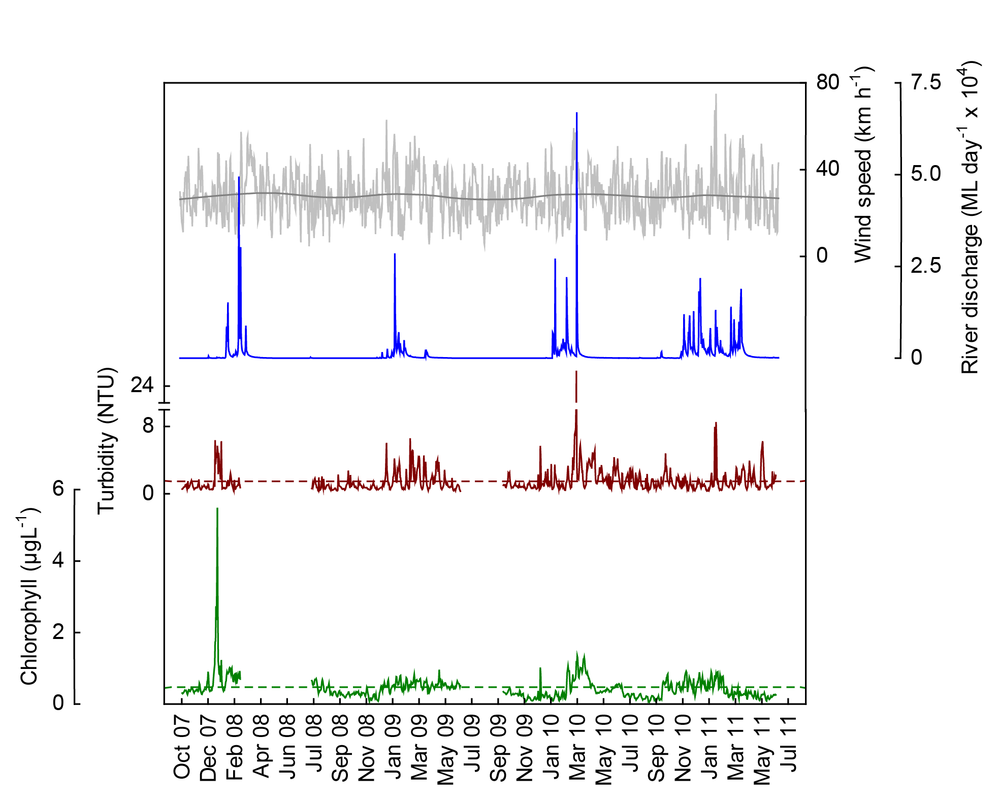 80
40
0
Wind speed (km h-1)
7.5
5.0
2.5
0
River discharge (ML day-1 x 104)
24
8
0
Turbidity (NTU)
6
4
2
0
Chlorophyll (µgL-1)
Oct 07
Dec 07
Feb 08
Apr 08
Jun 08
Jul 08
Sep 08
Nov 08
Jan 09
Mar 09
May 09
Jul 09
Sep 09
Nov 09
Jan 10
Mar 10
May 10
Jul 10
Sep 10
Nov 10
Jan 11
Mar 11
May 11
Jul 11